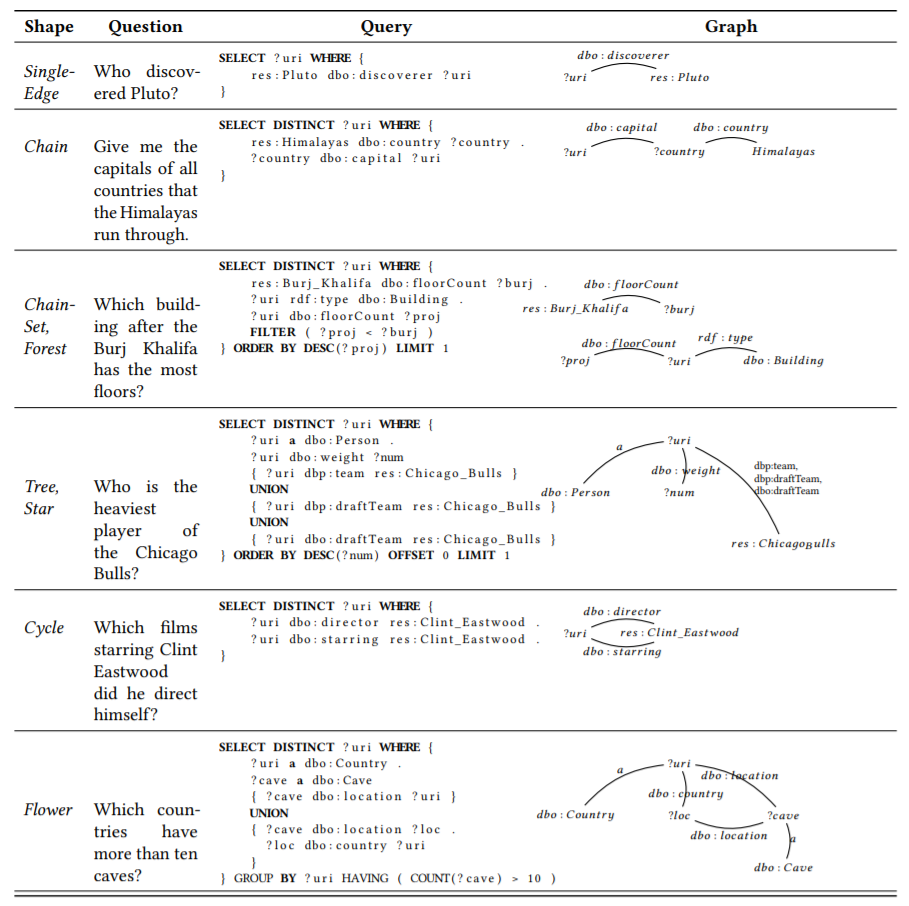 Shape Question Query Graph
Single-
Edge
Who discov-
ered Pluto?
SELECT ?uri WHERE {
res:Pluto dbo:discoverer ?uri
}
dbo:discoverer
?uri res:Pluto
Chain
Give me the
capitals of all
countries that
the Himalayas
run through.
SELECT DISTINCT ?uri WHERE {
res:Himalayas dbo:country ?country .
?country dbo:capital ?uri
}
dbo:capital dbo:country
?uri ?country Himalayas
Chain-
Set,
Forest
Which build-
ing after the
Burj Khalifa
has the most
floors?
SELECT DISTINCT ?uri WHERE {
res:Burj_Khalifa dbo:floorCount ?burj .
?uri rdf:type dbo:Building .
?uri dbo:floorCount ?proj
FILTER ( ?proj < ?burj )
} ORDER BY DESC(?proj) LIMIT 1
dbo:floorCount
res:Burj_Khalifa ?burj
dbo:floorCount rdf:type
?proj ?uri dbo:Building
Tree,
Star
Who is the
heaviest
player of
the Chicago
Bulls?
SELECT DISTINCT ?uri WHERE {
?uri a dbo:Person .
?uri dbo:weight ?num
{ ?uri dbp:team res:Chicago_Bulls }
UNION
{ ?uri dbp:draftTeam res:Chicago_Bulls }
UNION
{ ?uri dbo:draftTeam res:Chicago_Bulls }
} ORDER BY DESC(?num) OFFSET 0 LIMIT 1
?uri
a
dbo:weight
dbp:team,
dbp:draftTeam,
dbo:draftTeam
dbo:Person ?num
res:ChicagoBulls
Cycle
Which films
starring Clint
Eastwood
did he direct
himself?
SELECT DISTINCT ?uri WHERE {
?uri dbo:director res:Clint_Eastwood .
?uri dbo:starring res:Clint_Eastwood .
}
dbo:director
?uri res:Clint_Eastwood
dbo:starring
Flower
Which coun-
tries have
more than ten
caves?
SELECT DISTINCT ?uri WHERE {
?uri a dbo:Country .
?cave a dbo:Cave
{ ?cave dbo:location ?uri }
UNION
{ ?cave dbo:location ?loc .
?loc dbo:country ?uri
}
} GROUP BY ?uri HAVING ( COUNT(?cave) > 10 )
?uri
a
dbo:location
dbo:country
dbo:Country ?loc ?cave
dbo:location
a
dbo:Cave